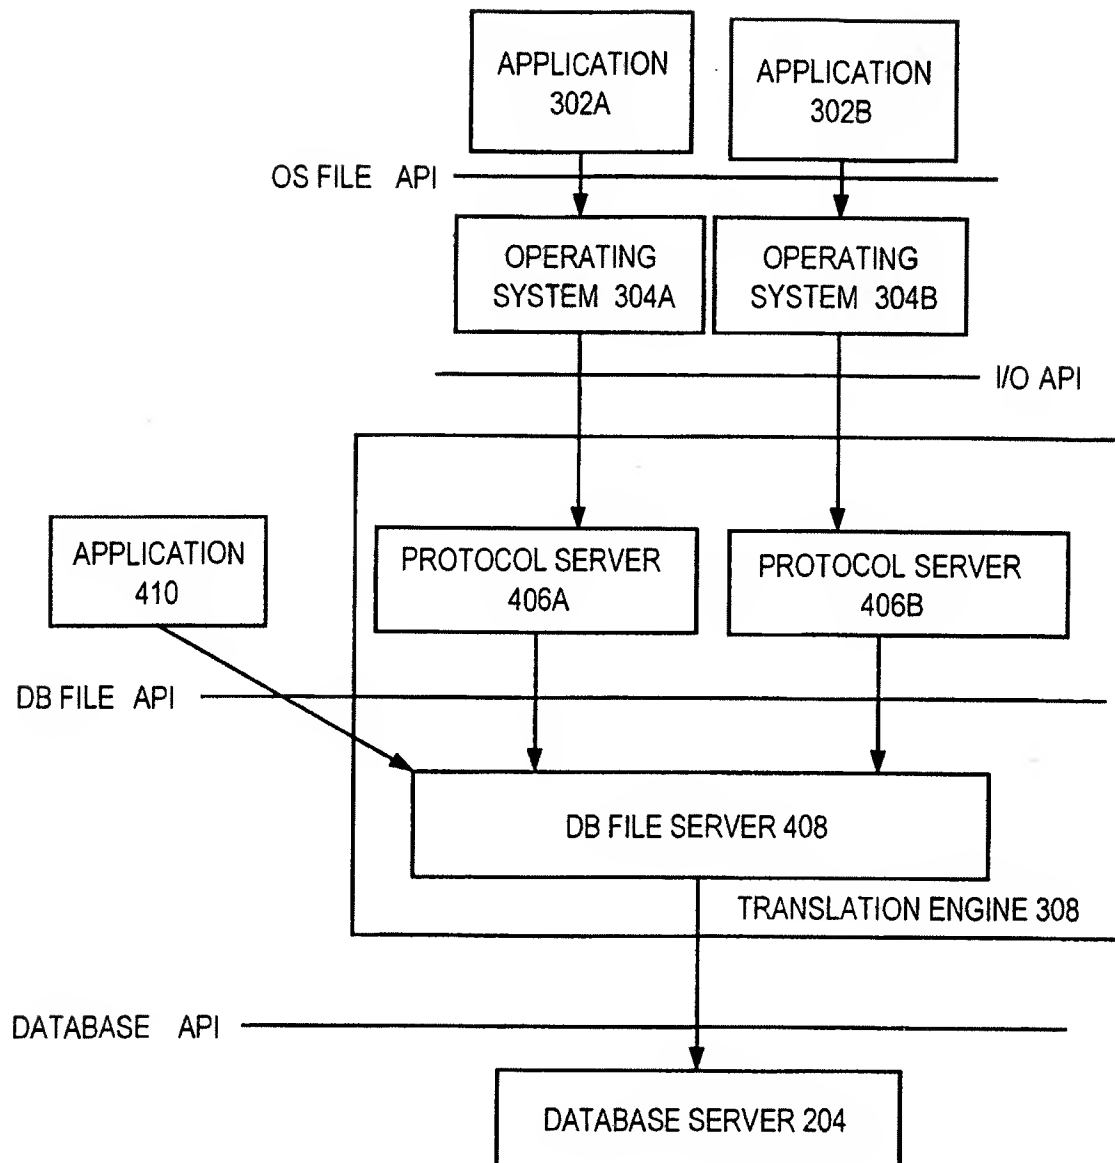 APPLICATION
302A
APPLICATION
302B
OS FILE API
OPERATING
SYSTEM 304A
OPERATING
SYSTEM 304B
I/O API
APPLICATION
410
PROTOCOL SERVER
406A
PROTOCOL SERVER
406B
DB FILE API
DB FILE SERVER 408
TRANSLATION ENGINE 308
DATABASE API
DATABASE SERVER 204